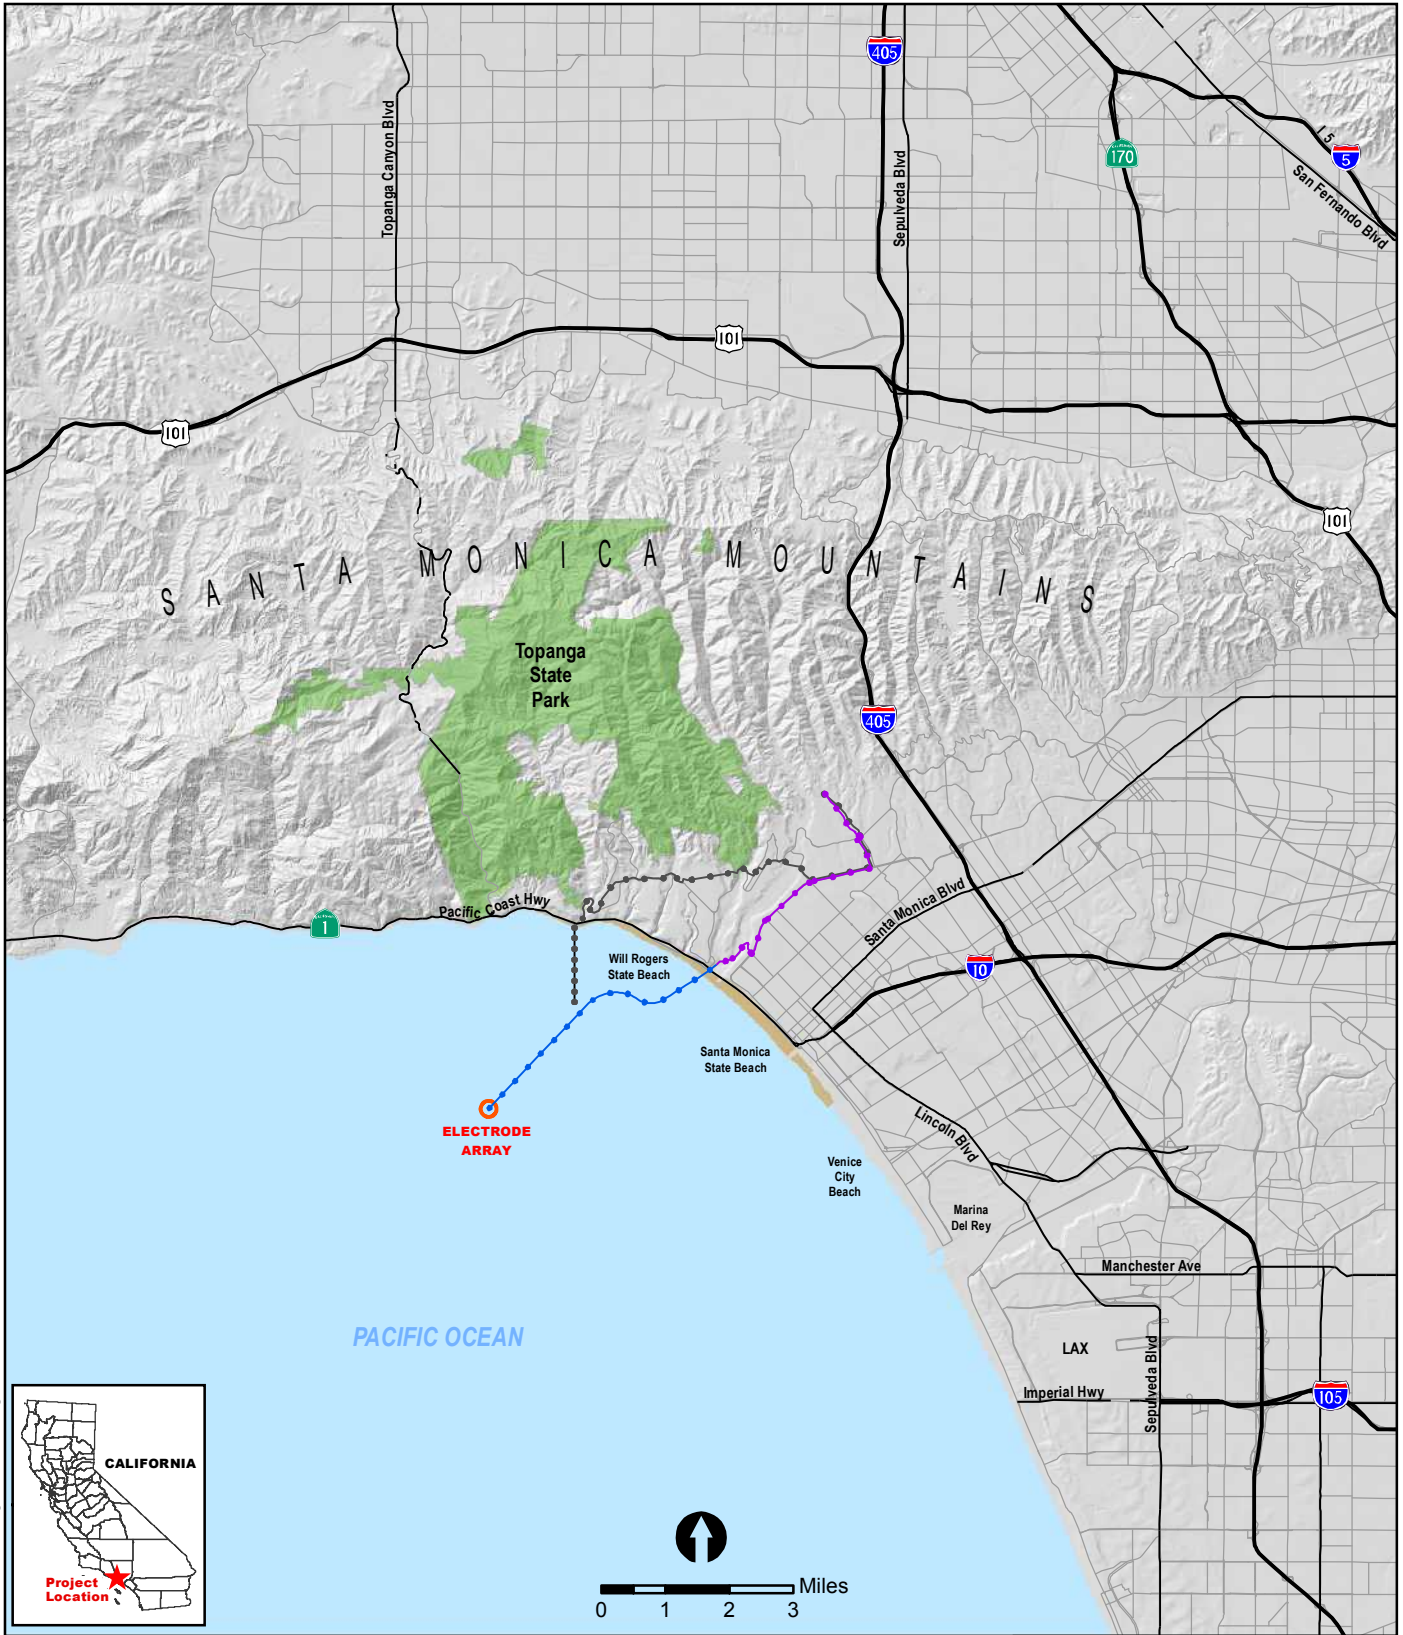 405
Topanga Canyon Blvd
Sepulveda Blvd
170
I 5
5
San Fernando Blvd
101
101
101
SANTA MONICA MOUNTAINS
Topanga
State
Park
405
Pacific Coast Hwy
1
Santa Monica Blvd
10
Will Rogers
State Beach
Santa Monica
State Beach
ELECTRODE
ARRAY
Lincoln Blvd
Venice
City
Beach
Marina
Del Rey
Manchester Ave
PACIFIC OCEAN
LAX
Sepulveda Blvd
Imperial Hwy
105
CALIFORNIA
Project
Location
Miles
0 1 2 3